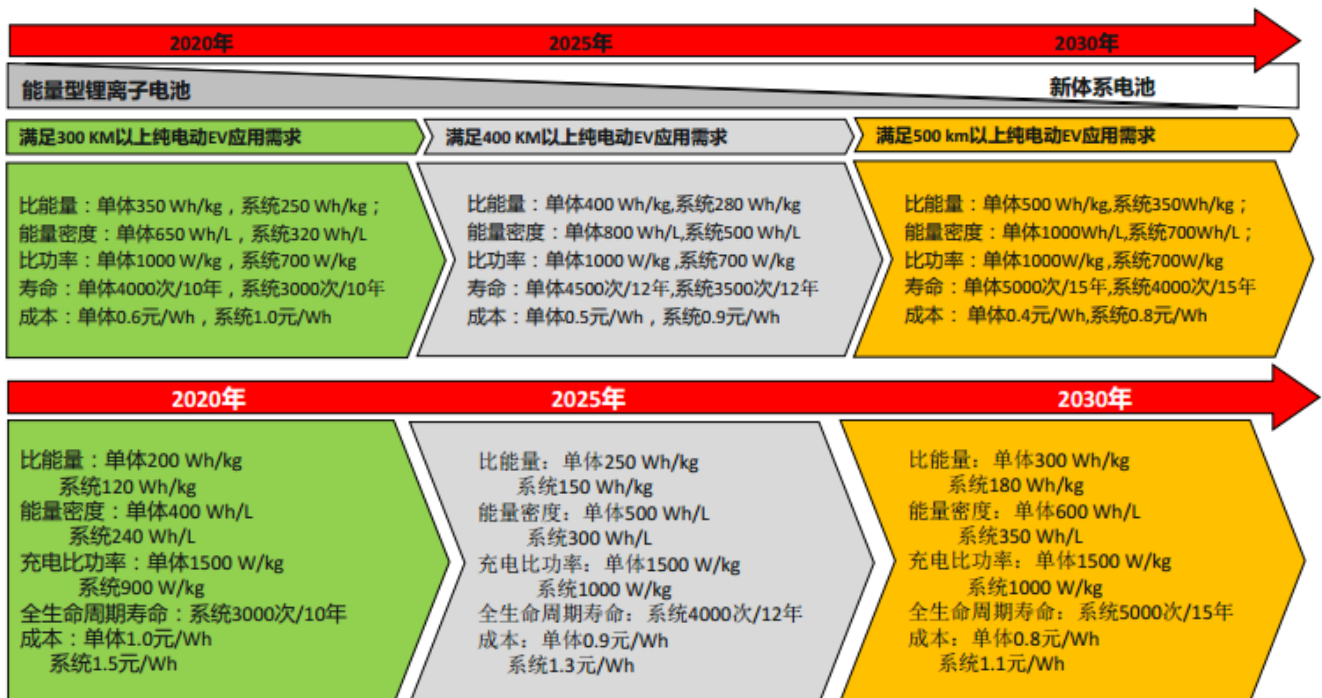 2020年
2025年
2030年
能量型锂离子电池
新体系电池
满足300 KM以上纯电动EV应用需求
满足400 KM以上纯电动EV应用需求
满足500 km以上纯电动EV应用需求
比能量：单体350 Wh/kg，系统250 Wh/kg；
能量密度：单体650 Wh/L，系统320 Wh/L
比功率：单体1000 W/kg，系统700 W/kg
寿命：单体4000次/10年，系统3000次/10年
成本：单体0.6元/Wh，系统1.0元/Wh
比能量：单体400 Wh/kg,系统280 Wh/kg
能量密度：单体800 Wh/L,系统500 Wh/L
比功率：单体1000 W/kg,系统700 W/kg
寿命：单体4500次/12年,系统3500次/12年
成本：单体0.5元/Wh，系统0.9元/Wh
比能量：单体500 Wh/kg,系统350Wh/kg；
能量密度：单体1000Wh/L,系统700Wh/L；
比功率：单体1000W/kg,系统700W/kg
寿命：单体5000次/15年,系统4000次/15年
成本： 单体0.4元/Wh,系统0.8元/Wh
2020年
2025年
2030年
比能量：单体200 Wh/kg
系统120 Wh/kg
能量密度：单体400 Wh/L
系统240 Wh/L
充电比功率：单体1500 W/kg
系统900 W/kg
全生命周期寿命：系统3000次/10年
成本：单体1.0元/Wh
系统1.5元/Wh
比能量：单体250 Wh/kg
系统150 Wh/kg
能量密度：单体500 Wh/L
系统300 Wh/L
充电比功率：单体1500 W/kg
系统1000 W/kg
全生命周期寿命：系统4000次/12年
成本：单体0.9元/Wh
系统1.3元/Wh
比能量：单体300 Wh/kg
系统180 Wh/kg
能量密度：单体600 Wh/L
系统350 Wh/L
充电比功率：单体1500 W/kg
系统1000 W/kg
全生命周期寿命：系统5000次/15年
成本：单体0.8元/Wh
系统1.1元/Wh